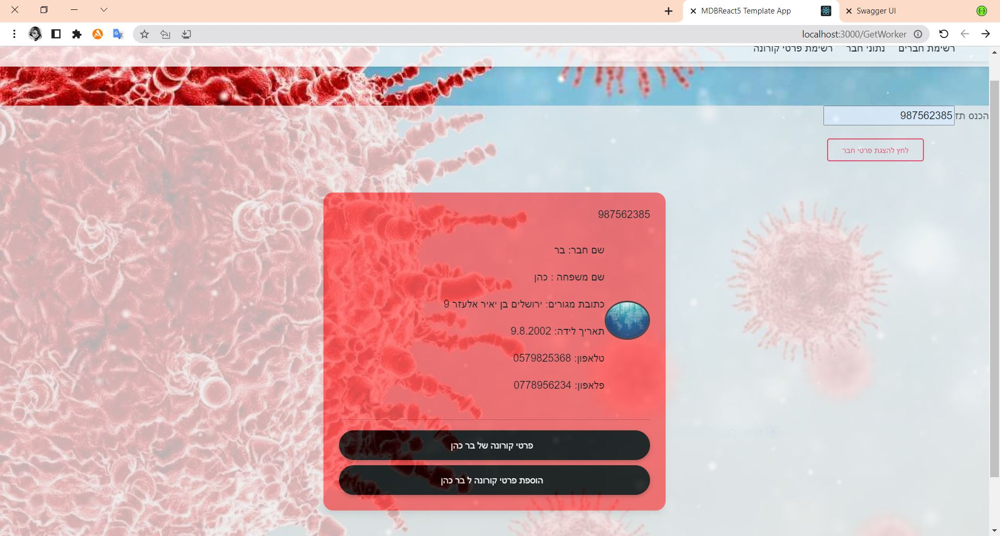 MDBReact5 Template App
Swagger UI
localhost:3000/GetWorker
רשימת חברים נתוני חבר רשימת פרטי קורונה
הכנס תז 987562385
לחץ להצגת פרטי חבר
987562385
שם חבר: בר
שם משפחה : כהן
כתובת מגורים: ירושלים בן יאיר אלעזר 9
תאריך לידה: 9.8.2002
טלאפון: 0579825368
פלאפון: 0778956234
פרטי קורונה של בר כהן
הוספת פרטי קורונה ל בר כהן